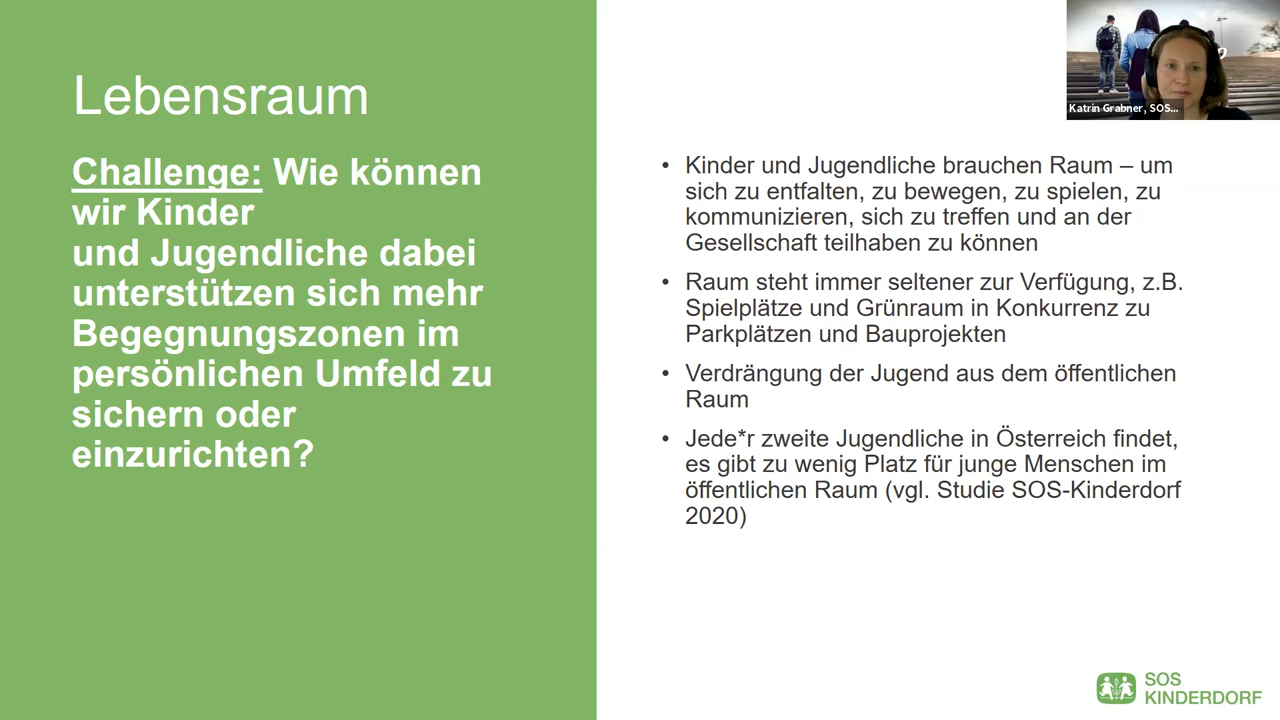 Lebensraum
Challenge: Wie können
wir Kinder
und Jugendliche dabei
unterstützen sich mehr
Begegnungszonen im
persönlichen Umfeld zu
sichern oder
einzurichten?
Katrin Grabner, SOS...
• Kinder und Jugendliche brauchen Raum – um
sich zu entfalten, zu bewegen, zu spielen, zu
kommunizieren, sich zu treffen und an der
Gesellschaft teilhaben zu können
• Raum steht immer seltener zur Verfügung, z.B.
Spielplätze und Grünraum in Konkurrenz zu
Parkplätzen und Bauprojekten
• Verdrängung der Jugend aus dem öffentlichen
Raum
• Jede*r zweite Jugendliche in Österreich findet,
es gibt zu wenig Platz für junge Menschen im
öffentlichen Raum (vgl. Studie SOS-Kinderdorf
2020)
SOS
KINDERDORF